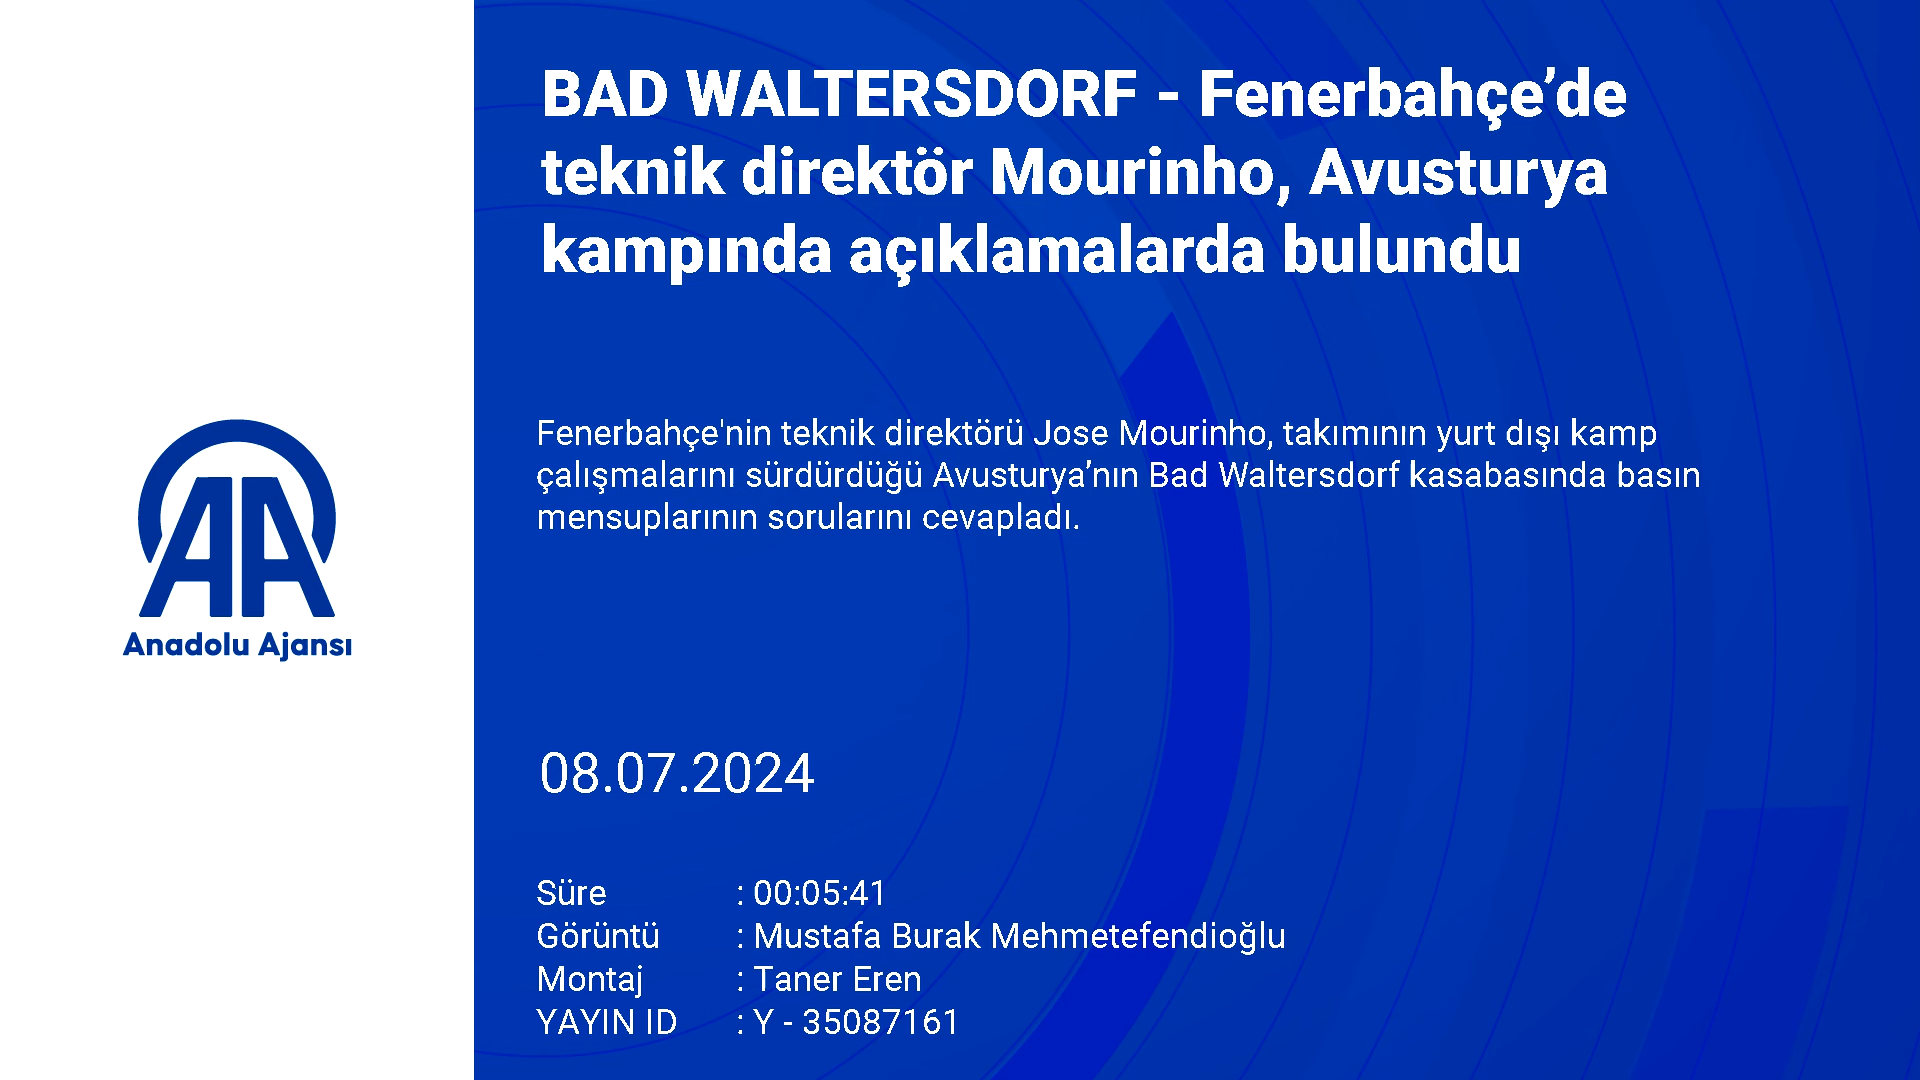 BAD WALTERSDORF - Fenerbahçe’de
teknik direktör Mourinho, Avusturya
kampında açıklamalarda bulundu
Fenerbahçe'nin teknik direktörü Jose Mourinho, takımının yurt dışı kamp
çalışmalarını sürdürdüğü Avusturya’nın Bad Waltersdorf kasabasında basın
mensuplarının sorularını cevapladı.
AA
Anadolu Ajansı
08.07.2024
Süre : 00:05:41
Görüntü : Mustafa Burak Mehmetefendioğlu
Montaj : Taner Eren
YAYIN ID : Y - 35087161